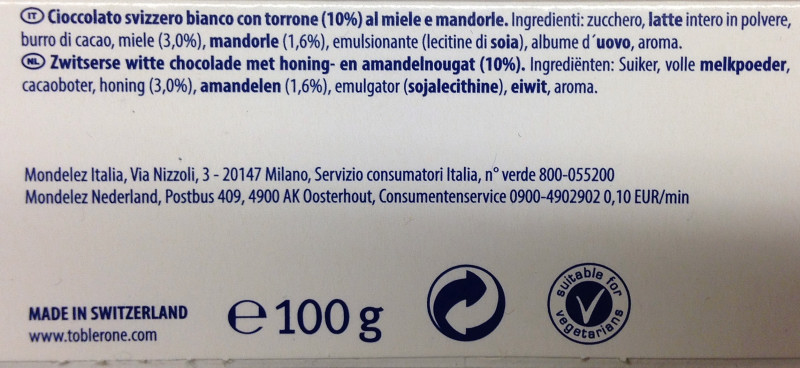 IT Cioccolato svizzero bianco con torrone (10%) al miele e mandorle. Ingredienti: zucchero, latte intero in polvere,
burro di cacao, miele (3,0%), mandorle (1,6%), emulsionante (lecitine di soia), albume d´uovo, aroma.
NL Zwitserse witte chocolade met honing- en amandelnougat (10%). Ingrediënten: Suiker, volle melkpoeder,
cacaoboter, honing (3,0%), amandelen (1,6%), emulgator (sojalecithine), eiwit, aroma.
Mondelez Italia, Via Nizzoli, 3 - 20147 Milano, Servizio consumatori Italia, n° verde 800-055200
Mondelez Nederland, Postbus 409, 4900 AK Oosterhout, Consumentenservice 0900-4902902 0,10 EUR/min
MADE IN SWITZERLAND
www.toblerone.com
℮ 100 g
suitable for
vegetarians